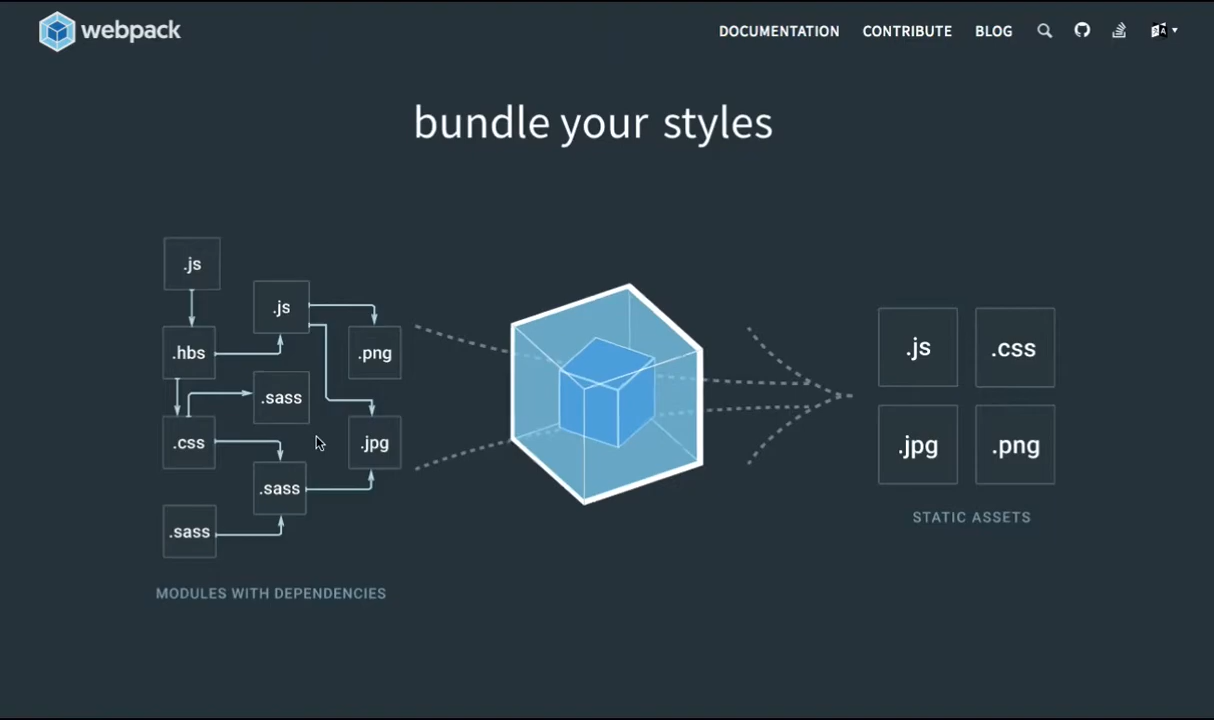 webpack
DOCUMENTATION CONTRIBUTE BLOG
bundle your styles
.js
.js
.hbs
.png
.sass
.css
.jpg
.sass
.sass
MODULES WITH DEPENDENCIES
.js .css
.jpg .png
STATIC ASSETS